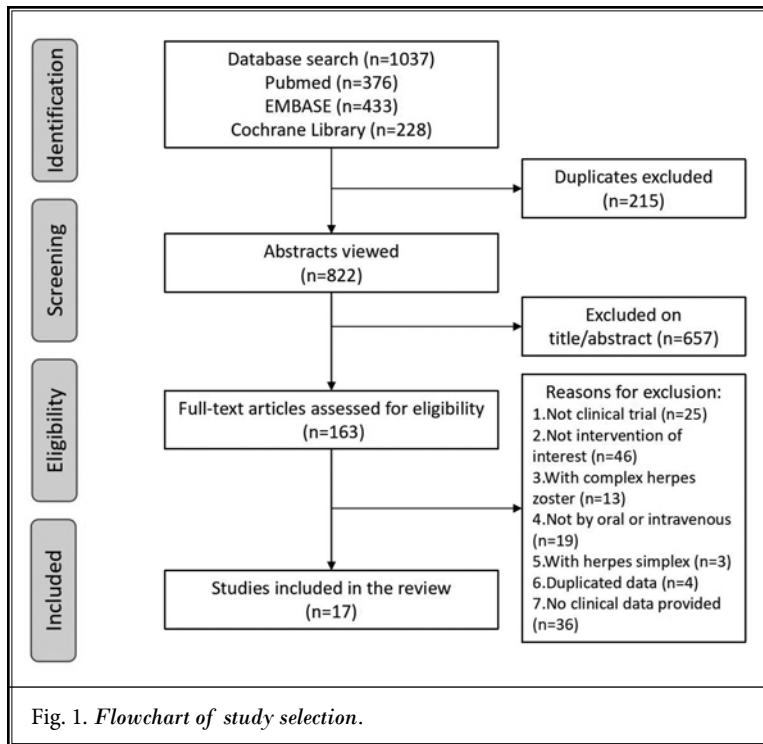 Identification
Database search (n=1037)
Pubmed (n=376)
EMBASE (n=433)
Cochrane Library (n=228)
Duplicates excluded
(n=215)
Screening
Abstracts viewed
(n=822)
Excluded on
title/abstract (n=657)
Eligibility
Full-text articles assessed for eligibility
(n=163)
Reasons for exclusion:
1.Not clinical trial (n=25)
2.Not intervention of
interest (n=46)
3.With complex herpes
zoster (n=13)
4.Not by oral or intravenous
(n=19)
5.With herpes simplex (n=3)
6.Duplicated data (n=4)
7.No clinical data provided
(n=36)
Included
Studies included in the review
(n=17)
Fig. 1. Flowchart of study selection.